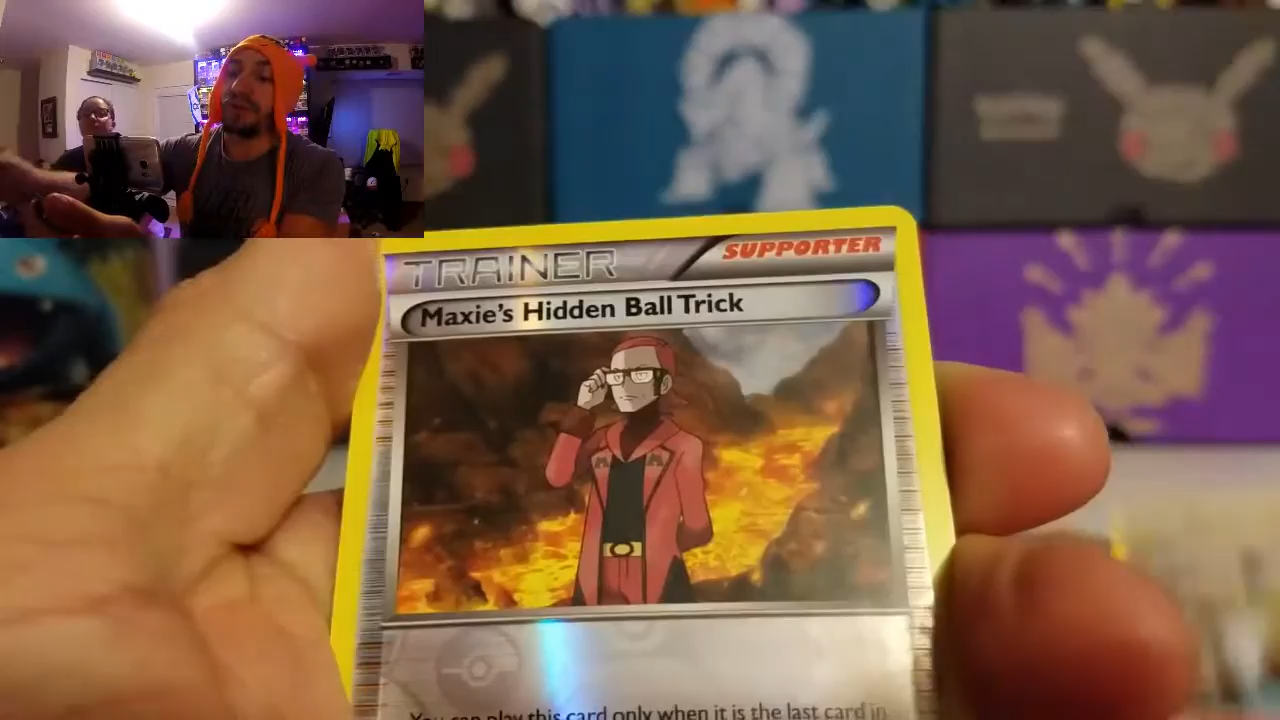 TRAINER
SUPPORTER
Maxie's Hidden Ball Trick
You can play this card only when it is the last card in